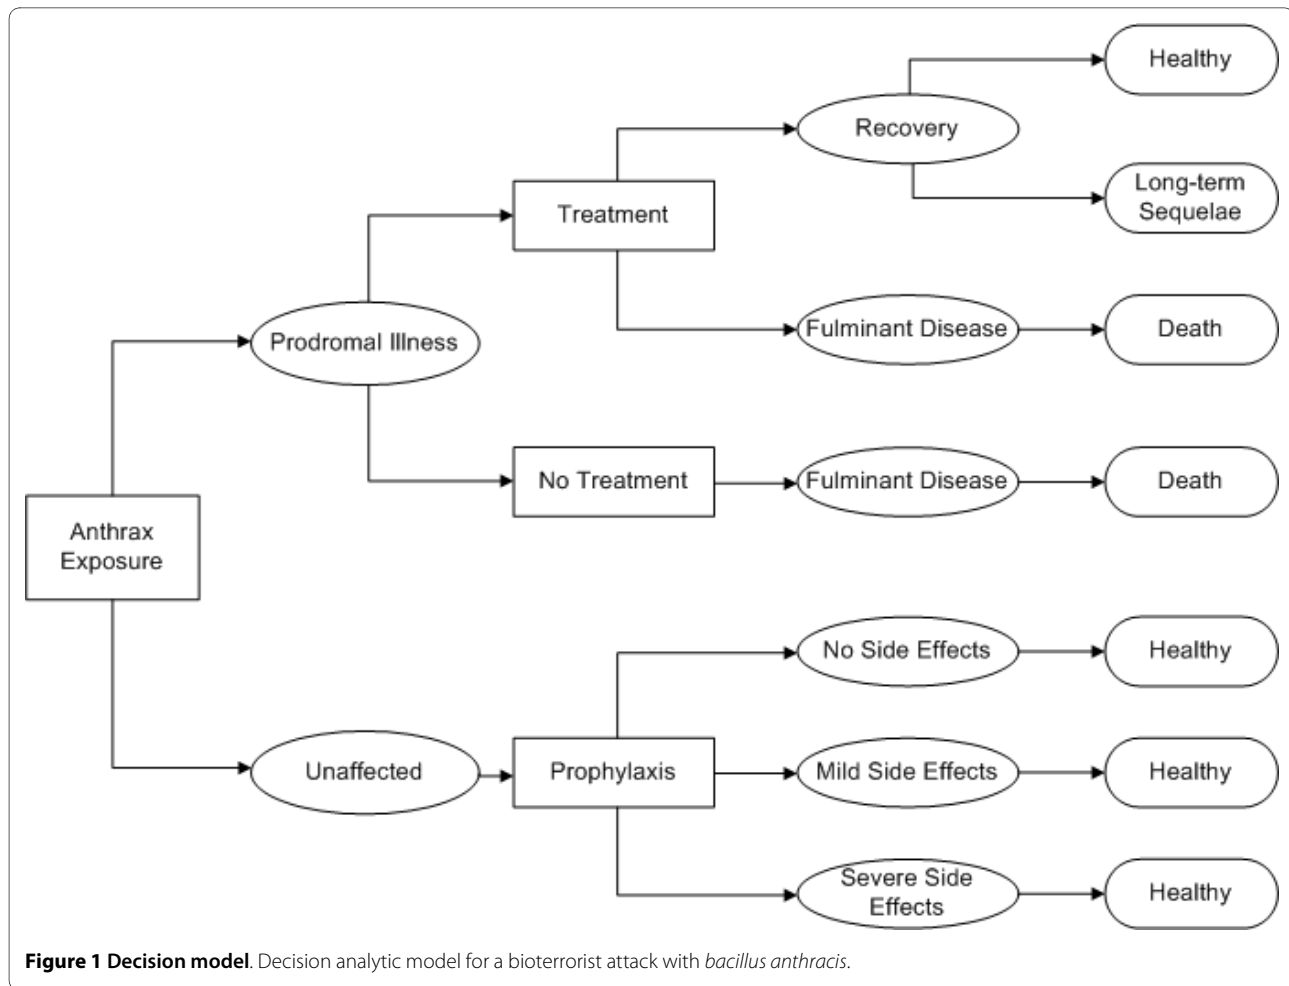 Healthy
Recovery
Long-term
Sequelae
Treatment
Prodromal Illness
Fulminant Disease
Death
No Treatment
Fulminant Disease
Death
Anthrax
Exposure
No Side Effects
Healthy
Unaffected
Prophylaxis
Mild Side Effects
Healthy
Severe Side
Effects
Healthy
Figure 1 Decision model. Decision analytic model for a bioterrorist attack with bacillus anthracis.